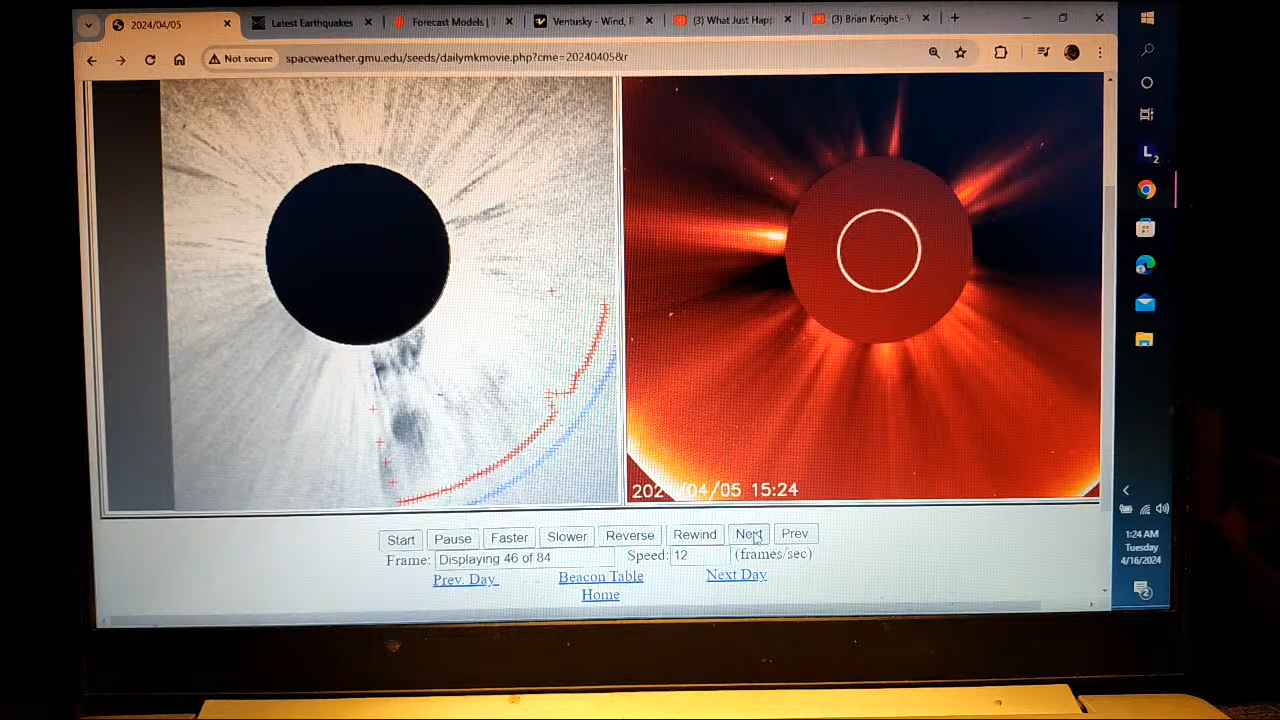 2024/04/05
Latest Earthquakes
Forecast Models |
Ventusky - Wind, R
(3) What Just Happ
(3) Brian Knight - Y
Not secure
spaceweather.gmu.edu/seeds/dailymkmovie.php?cme=20240405&r
L 2
/04/05 15:24
Start
Pause
Faster
Slower
Reverse
Rewind
Next
Prev.
Frame: Displaying 46 of 84
Speed: 12 (frames/sec)
Prev. Day
Beacon Table
Next Day
Home
1:24 AM
Tuesday
4/16/2024
2